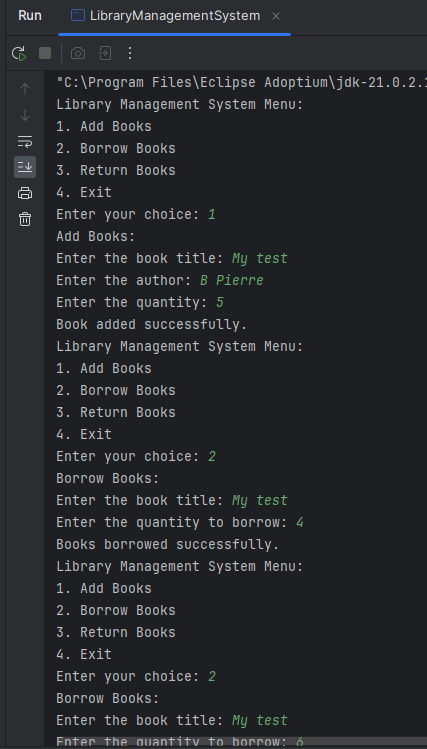 Run LibraryManagementSystem
"C:\Program Files\Eclipse Adoptium\jdk-21.0.2.1
Library Management System Menu:
1. Add Books
2. Borrow Books
3. Return Books
4. Exit
Enter your choice: 1
Add Books:
Enter the book title: My test
Enter the author: B Pierre
Enter the quantity: 5
Book added successfully.
Library Management System Menu:
1. Add Books
2. Borrow Books
3. Return Books
4. Exit
Enter your choice: 2
Borrow Books:
Enter the book title: My test
Enter the quantity to borrow: 4
Books borrowed successfully.
Library Management System Menu:
1. Add Books
2. Borrow Books
3. Return Books
4. Exit
Enter your choice: 2
Borrow Books:
Enter the book title: My test
Enter the quantity to borrow: 6